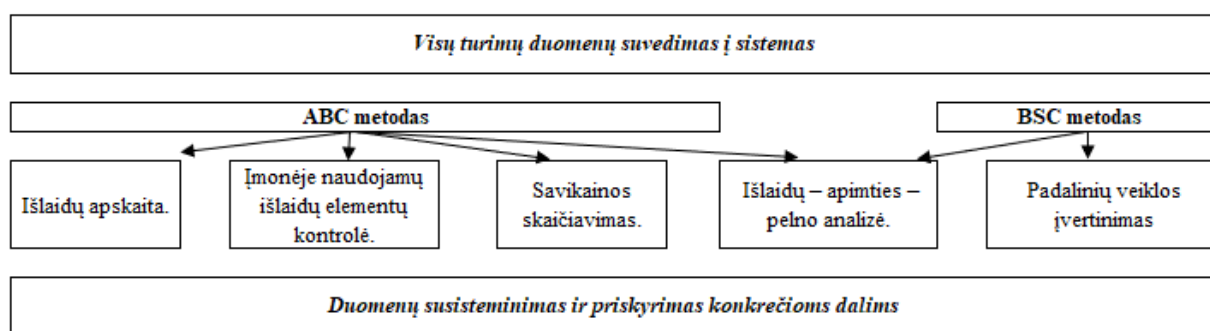 Visų turimų duomenų suvedimas į sistemas
ABC metodas
BSC metodas
Išlaidų apskaita.
Įmonėje naudojamų
išlaidų elementų
kontrolė.
Savikainos
skaičiavimas.
Išlaidų – apimties –
pelno analizė.
Padalinių veiklos
įvertinimas
Duomenų susisteminimas ir priskyrimas konkrečioms dalims